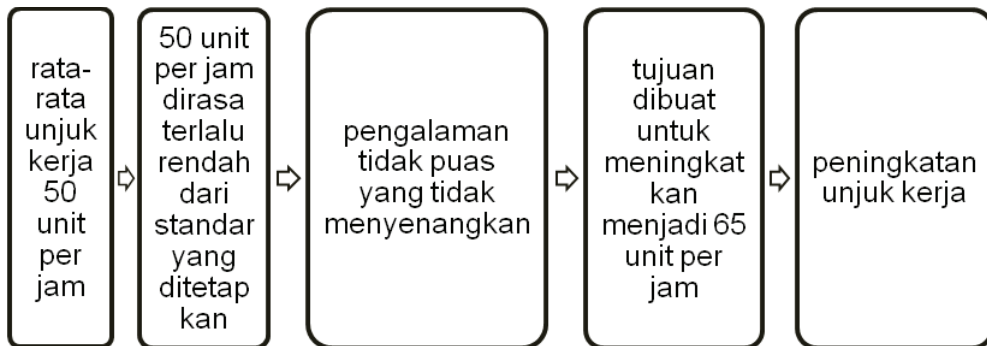 rata-
rata
unjuk
kerja
50
unit
per
jam
50 unit
per jam
dirasa
terlalu
rendah
dari
standar
yang
ditetap
kan
pengalaman
tidak puas
yang tidak
menyenangkan
tujuan
dibuat
untuk
meningkat
kan
menjadi 65
unit per
jam
peningkatan
unjuk kerja